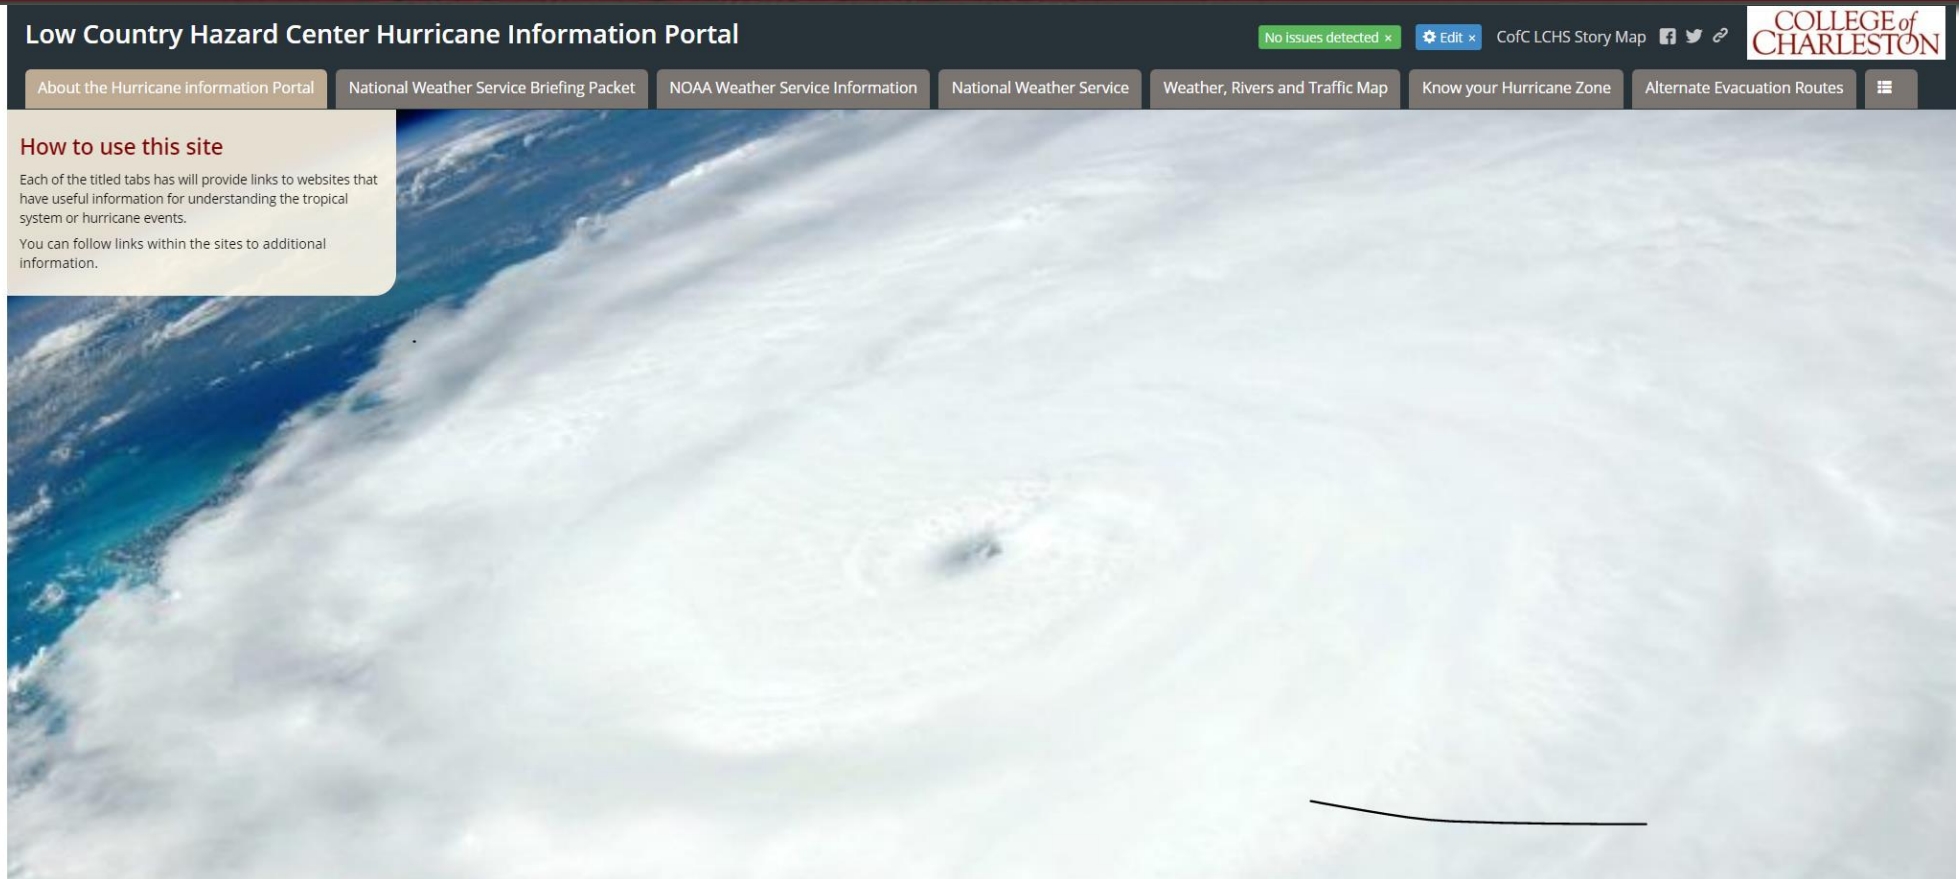 Low Country Hazard Center Hurricane Information Portal
No issues detected ×
Edit ×
CofC LCHS Story Map
COLLEGE of
CHARLESTON
About the Hurricane information Portal
National Weather Service Briefing Packet
NOAA Weather Service Information
National Weather Service
Weather, Rivers and Traffic Map
Know your Hurricane Zone
Alternate Evacuation Routes
How to use this site
Each of the titled tabs has will provide links to websites that
have useful information for understanding the tropical
system or hurricane events.
You can follow links within the sites to additional
information.